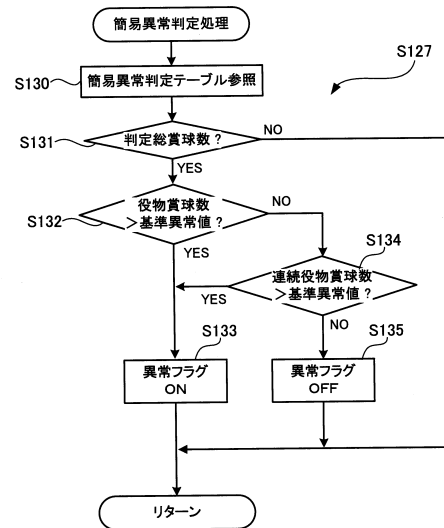 簡易異常判定処理
S127
S130
簡易異常判定テーブル参照
S131
判定総賞球数？
NO
YES
S132
役物賞球数
＞基準異常値？
NO
YES
S134
連続役物賞球数
＞基準異常値？
YES
NO
S133
異常フラグ
ON
S135
異常フラグ
OFF
リターン